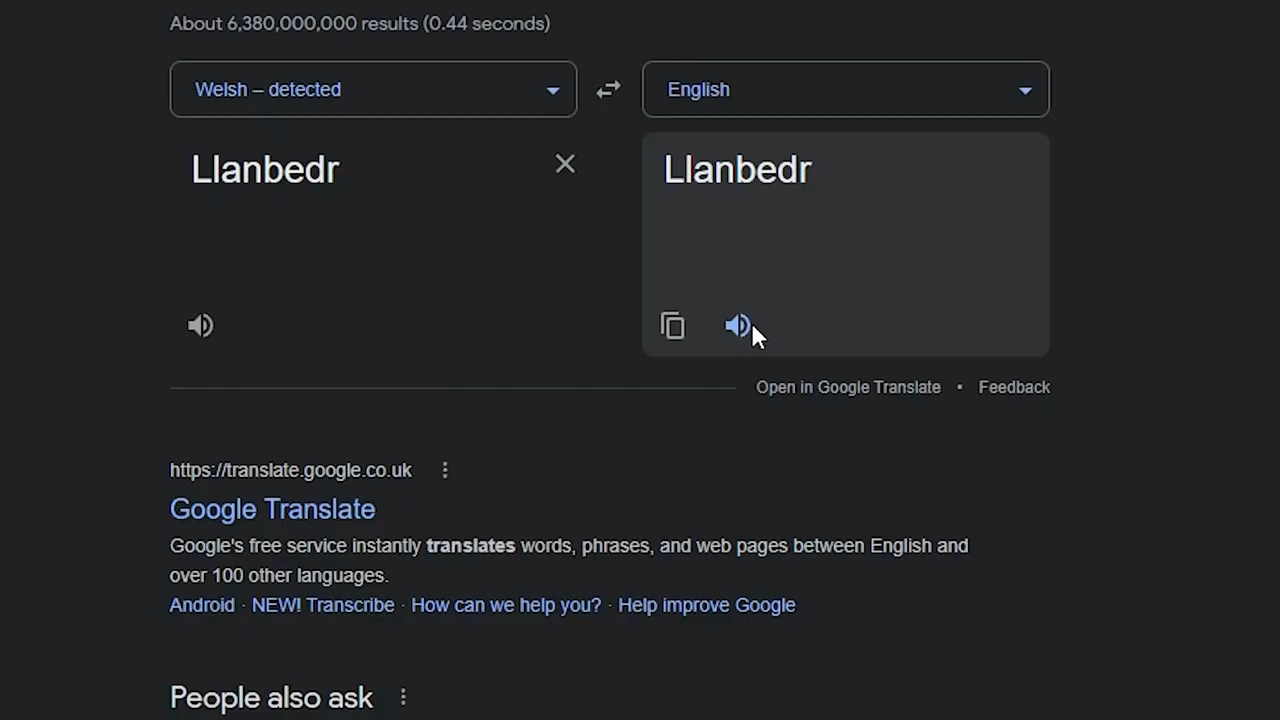 About 6,380,000,000 results (0.44 seconds)
Welsh – detected
English
Llanbedr
Llanbedr
Open in Google Translate • Feedback
https://translate.google.co.uk
Google Translate
Google's free service instantly translates words, phrases, and web pages between English and
over 100 other languages.
Android · NEW! Transcribe · How can we help you? · Help improve Google
People also ask